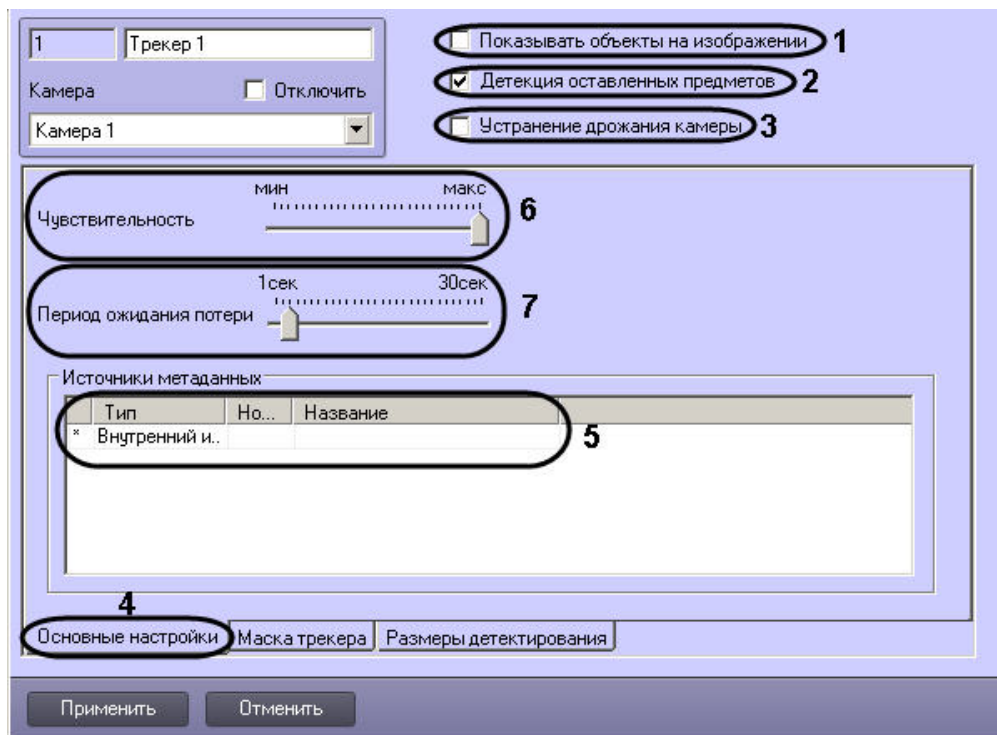 1 Трекер 1
Камера Отключить
Камера 1
Показывать объекты на изображении 1
Детекция оставленных предметов 2
Устранение дрожания камеры 3
мин макс
Чувствительность
6
1сек 30сек
Период ожидания потери
7
Источники метаданных
Тип Но... Название
* Внутренний и..
5
4
Основные настройки Маска трекера Размеры детектирования
Применить Отменить